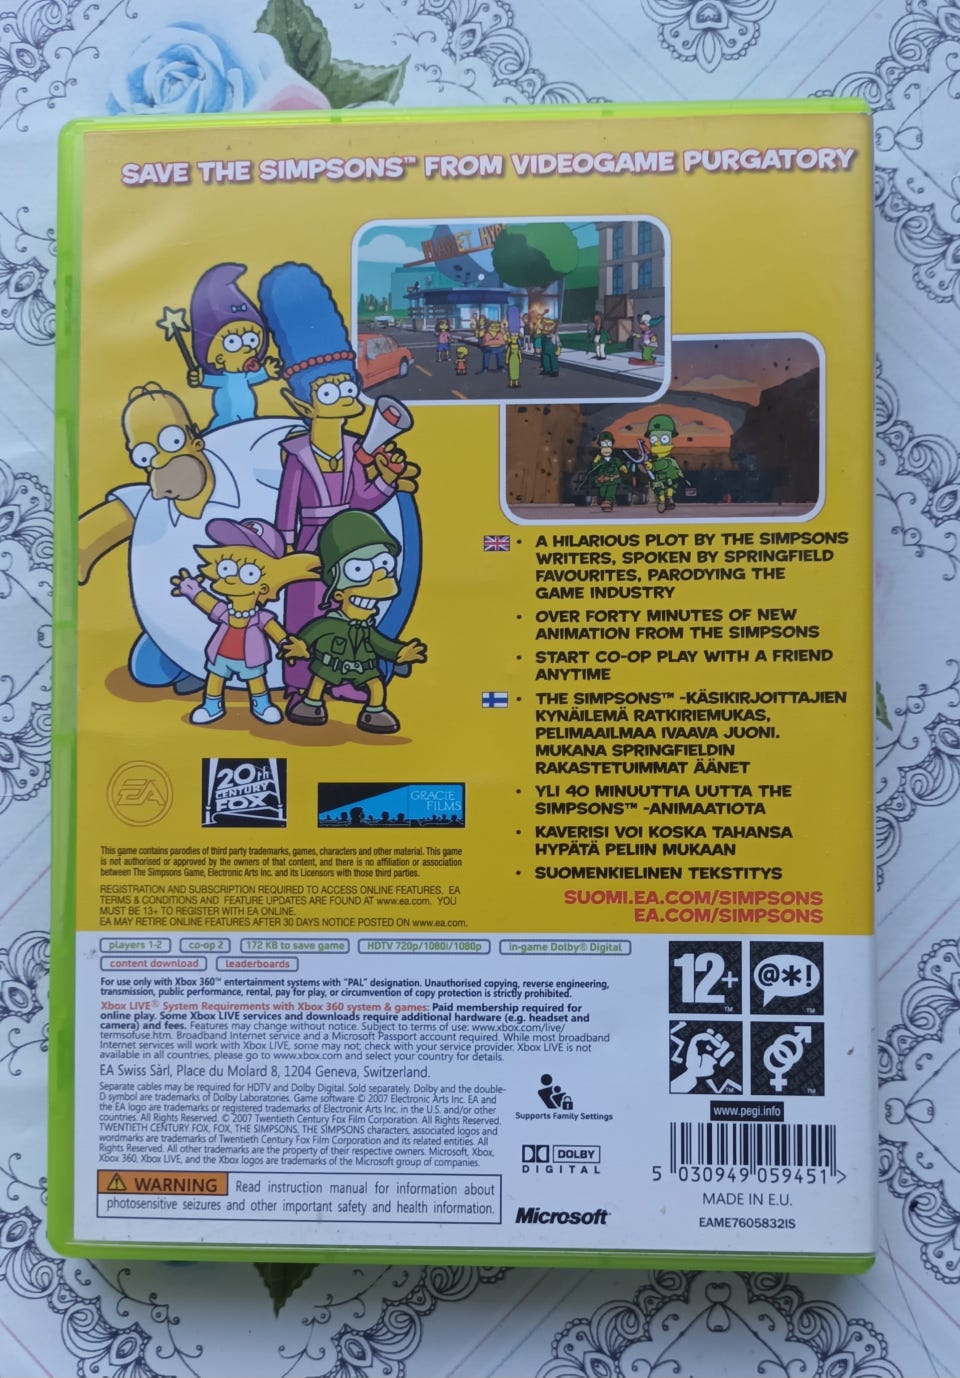 SAVE THE SIMPSONS™ FROM VIDEOGAME PURGATORY
PLANET HYPE
• A HILARIOUS PLOT BY THE SIMPSONS
WRITERS, SPOKEN BY SPRINGFIELD
FAVOURITES, PARODYING THE
GAME INDUSTRY
• OVER FORTY MINUTES OF NEW
ANIMATION FROM THE SIMPSONS
• START CO-OP PLAY WITH A FRIEND
ANYTIME
• THE SIMPSONS™ -KÄSIKIRJOITTAJIEN
KYNÄILEMÄ RATKIRIEMUKAS,
PELIMAAILMAA IVAAVA JUONI.
MUKANA SPRINGFIELDIN
RAKASTETUIMMAT ÄÄNET
• YLI 40 MINUUTTIA UUTTA THE
SIMPSONS™ -ANIMAATIOTA
• KAVERISI VOI KOSKA TAHANSA
HYPÄTÄ PELIIN MUKAAN
• SUOMENKIELINEN TEKSTITYS
SUOMI.EA.COM/SIMPSONS
EA.COM/SIMPSONS
EA
20th
CENTURY
FOX
GRACIE
FILMS
This game contains parodies of third party trademarks, games, characters and other material. This game
is not authorised or approved by the owners of that content, and there is no affiliation or association
between The Simpsons Game, Electronic Arts Inc. and its Licensors with those third parties.
REGISTRATION AND SUBSCRIPTION REQUIRED TO ACCESS ONLINE FEATURES. EA
TERMS & CONDITIONS AND FEATURE UPDATES ARE FOUND AT www.ea.com. YOU
MUST BE 13+ TO REGISTER WITH EA ONLINE.
EA MAY RETIRE ONLINE FEATURES AFTER 30 DAYS NOTICE POSTED ON www.ea.com.
players 1-2 co-op 2 172 KB to save game HDTV 720p/1080i/1080p in-game Dolby® Digital
content download leaderboards
For use only with Xbox 360™ entertainment systems with "PAL" designation. Unauthorised copying, reverse engineering,
transmission, public performance, rental, pay for play, or circumvention of copy protection is strictly prohibited.
Xbox LIVE® System Requirements with Xbox 360 system & games: Paid membership required for
online play. Some Xbox LIVE services and downloads require additional hardware (e.g. headset and
camera) and fees. Features may change without notice. Subject to terms of use: www.xbox.com/live/
termsofuse.htm. Broadband Internet service and a Microsoft Passport account required. While most broadband
Internet services will work with Xbox LIVE, some may not; check with your service provider. Xbox LIVE is not
available in all countries, please go to www.xbox.com and select your country for details.
EA Swiss Sàrl, Place du Molard 8, 1204 Geneva, Switzerland.
Separate cables may be required for HDTV and Dolby Digital. Sold separately. Dolby and the double-
D symbol are trademarks of Dolby Laboratories. Game software © 2007 Electronic Arts Inc. EA and
the EA logo are trademarks or registered trademarks of Electronic Arts Inc. in the U.S. and/or other
countries. All Rights Reserved. © 2007 Twentieth Century Fox Film Corporation. All Rights Reserved.
TWENTIETH CENTURY FOX, FOX, THE SIMPSONS, THE SIMPSONS characters, associated logos and
wordmarks are trademarks of Twentieth Century Fox Film Corporation and its related entities. All
Rights Reserved. All other trademarks are the property of their respective owners. Microsoft, Xbox,
Xbox 360, Xbox LIVE, and the Xbox logos are trademarks of the Microsoft group of companies.
WARNING Read instruction manual for information about
photosensitive seizures and other important safety and health information.
Supports Family Settings
DOLBY
DIGITAL
Microsoft®
12+
@*!
www.pegi.info
5 030949 059451 >
MADE IN E.U.
EAME7605832IS